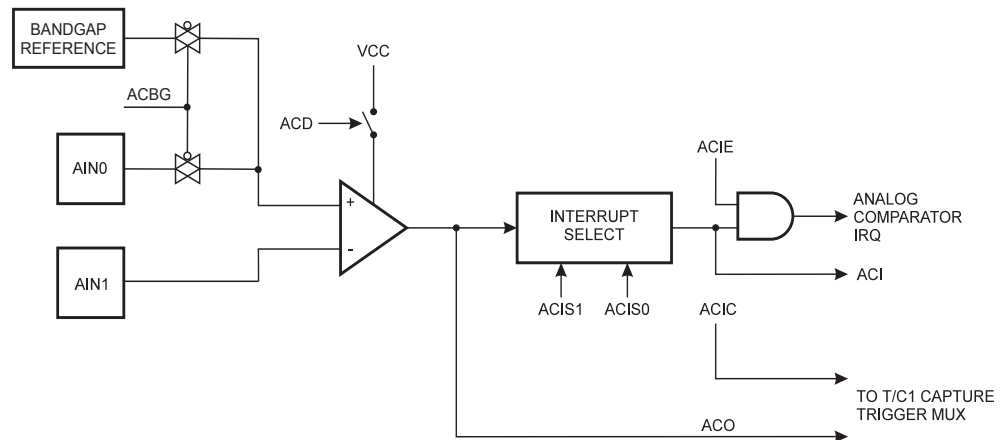 BANDGAP
REFERENCE
VCC
ACBG
ACD
AIN0
ACIE
+
-
INTERRUPT
SELECT
ANALOG
COMPARATOR
IRQ
AIN1
ACI
ACIS1
ACIS0
ACIC
TO T/C1 CAPTURE
TRIGGER MUX
ACO